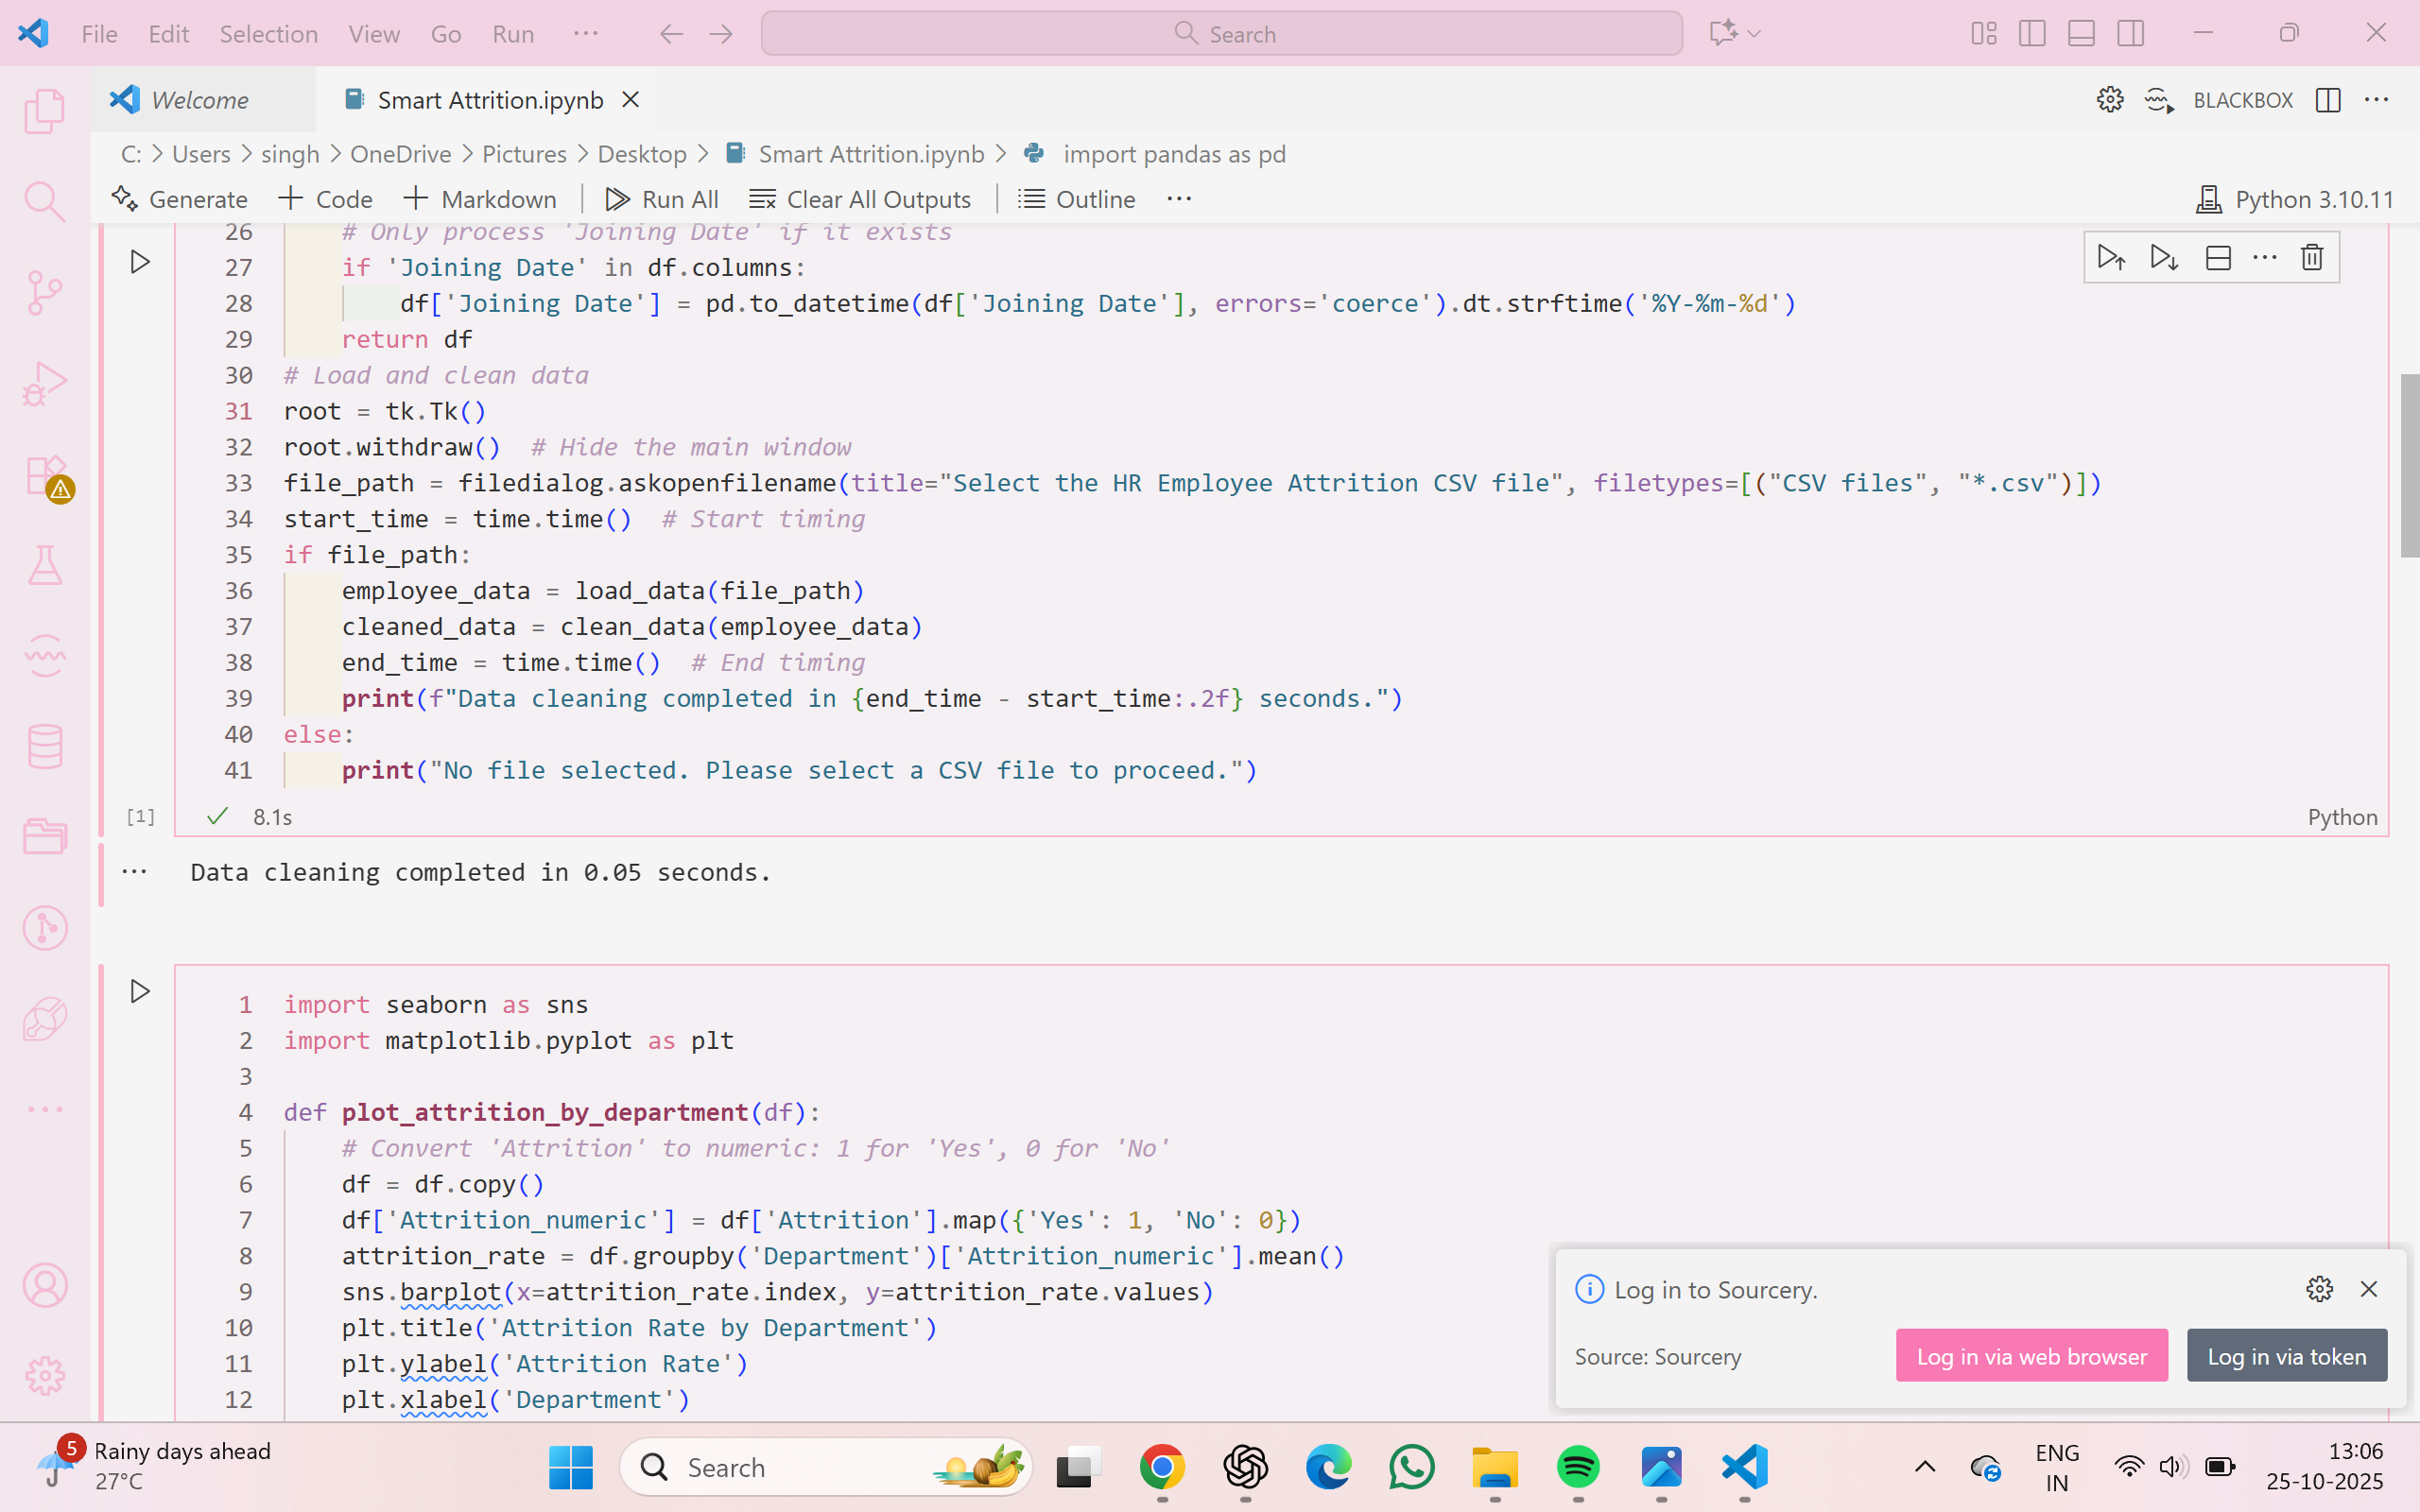 File Edit Selection View Go Run ··· Search
Welcome Smart Attrition.ipynb BLACKBOX ···
C: > Users > singh > OneDrive > Pictures > Desktop > Smart Attrition.ipynb > import pandas as pd
Generate + Code + Markdown Run All Clear All Outputs Outline ··· Python 3.10.11
26 # Only process 'Joining Date' if it exists
27 if 'Joining Date' in df.columns:
28 df['Joining Date'] = pd.to_datetime(df['Joining Date'], errors='coerce').dt.strftime('%Y-%m-%d')
29 return df
30 # Load and clean data
31 root = tk.Tk()
32 root.withdraw()  # Hide the main window
33 file_path = filedialog.askopenfilename(title="Select the HR Employee Attrition CSV file", filetypes=[("CSV files", "*.csv")])
34 start_time = time.time()  # Start timing
35 if file_path:
36 employee_data = load_data(file_path)
37 cleaned_data = clean_data(employee_data)
38 end_time = time.time()  # End timing
39 print(f"Data cleaning completed in {end_time - start_time:.2f} seconds.")
40 else:
41 print("No file selected. Please select a CSV file to proceed.")
[1] ✓ 8.1s Python
··· Data cleaning completed in 0.05 seconds.
1 import seaborn as sns
2 import matplotlib.pyplot as plt
3
4 def plot_attrition_by_department(df):
5 # Convert 'Attrition' to numeric: 1 for 'Yes', 0 for 'No'
6 df = df.copy()
7 df['Attrition_numeric'] = df['Attrition'].map({'Yes': 1, 'No': 0})
8 attrition_rate = df.groupby('Department')['Attrition_numeric'].mean()
9 sns.barplot(x=attrition_rate.index, y=attrition_rate.values)
10 plt.title('Attrition Rate by Department')
11 plt.ylabel('Attrition Rate')
12 plt.xlabel('Department')
Log in to Sourcery.
Source: Sourcery Log in via web browser Log in via token
5 Rainy days ahead
27°C
Search
ENG
IN
13:06
25-10-2025